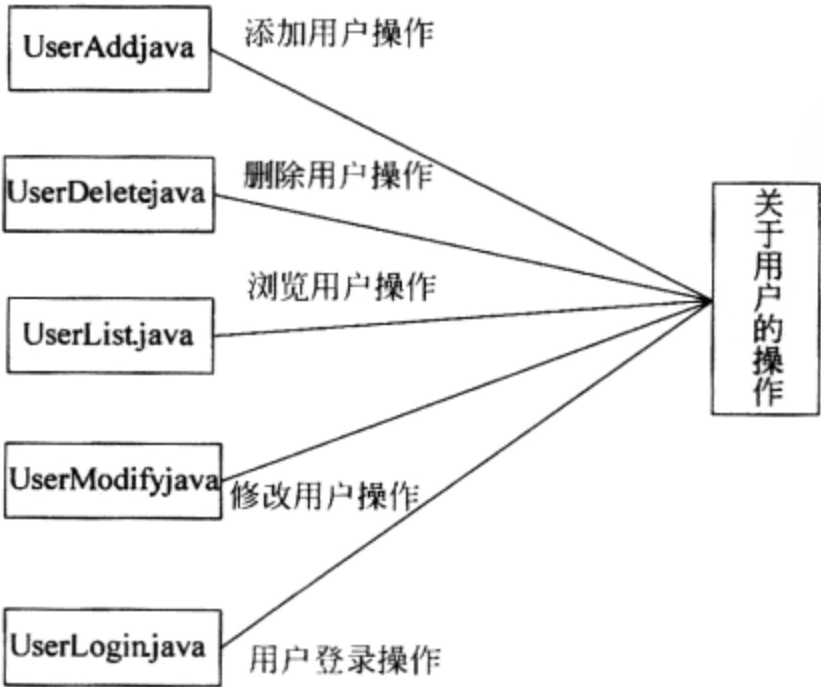 UserAddjava
添加用户操作
UserDeletejava
删除用户操作
UserList.java
浏览用户操作
UserModifyjava
修改用户操作
UserLogin.java
用户登录操作
关于用户的操作